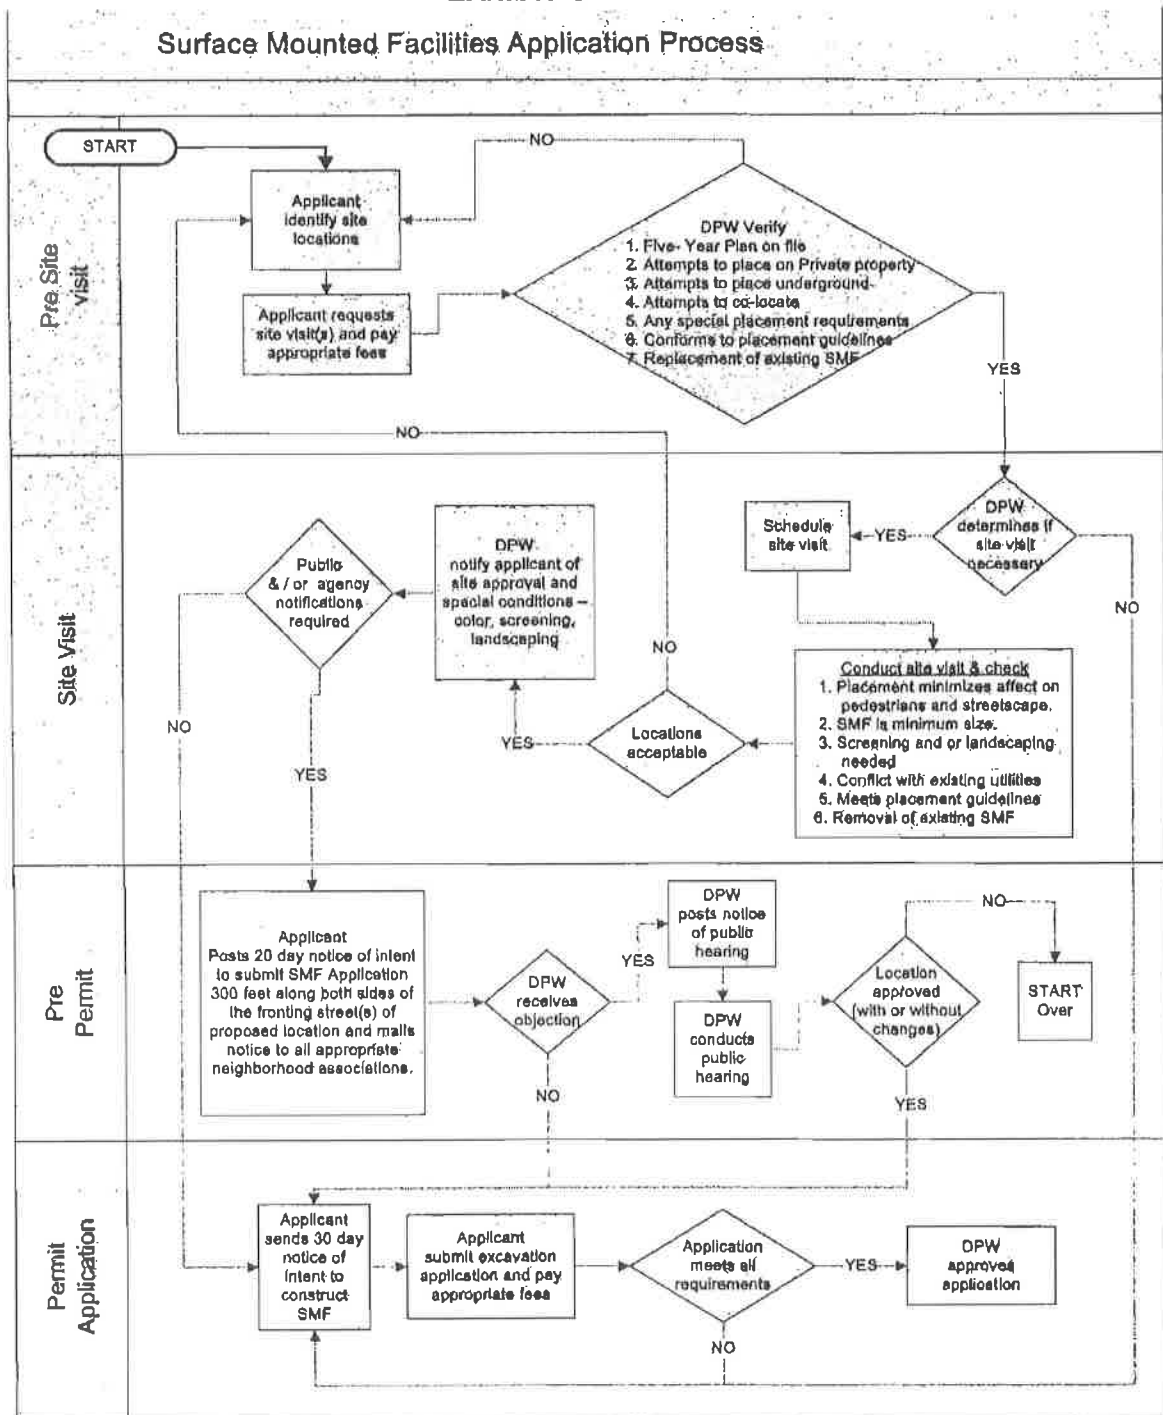 Surface Mounted Facilities Application Process
Pre Site
visit
START
NO
Applicant
identify site
locations
Applicant requests
site visit(s) and pay
appropriate fees
DPW Verify
1. Five- Year Plan on file
2. Attempts to place on Private property
3. Attempts to place underground
4. Attempts to co-locate
5. Any special placement requirements
6. Conforms to placement guidelines
7. Replacement of existing SMF
YES
NO
Site Visit
Public
& / or agency
notifications
required
DPW
notify applicant of
site approval and
special conditions –
color, screening,
landscaping
Schedule
site visit
YES
DPW
determines if
site visit
necessary
NO
NO
NO
YES
YES
Locations
acceptable
Conduct site visit & check
1. Placement minimizes affect on
pedestrians and streetscape.
2. SMF is minimum size.
3. Screening and or landscaping
needed
4. Conflict with existing utilities
5. Meets placement guidelines
6. Removal of existing SMF
Pre
Permit
Applicant
Posts 20 day notice of intent
to submit SMF Application
300 feet along both sides of
the fronting street(s) of
proposed location and mails
notice to all appropriate
neighborhood associations.
DPW
receives
objection
YES
NO
DPW
posts notice
of public
hearing
DPW
conducts
public
hearing
Location
approved
(with or without
changes)
NO
YES
START
Over
Permit
Application
Applicant
sends 30 day
notice of
intent to
construct
SMF
Applicant
submit excavation
application and pay
appropriate fees
Application
meets all
requirements
YES
NO
DPW
approved
application